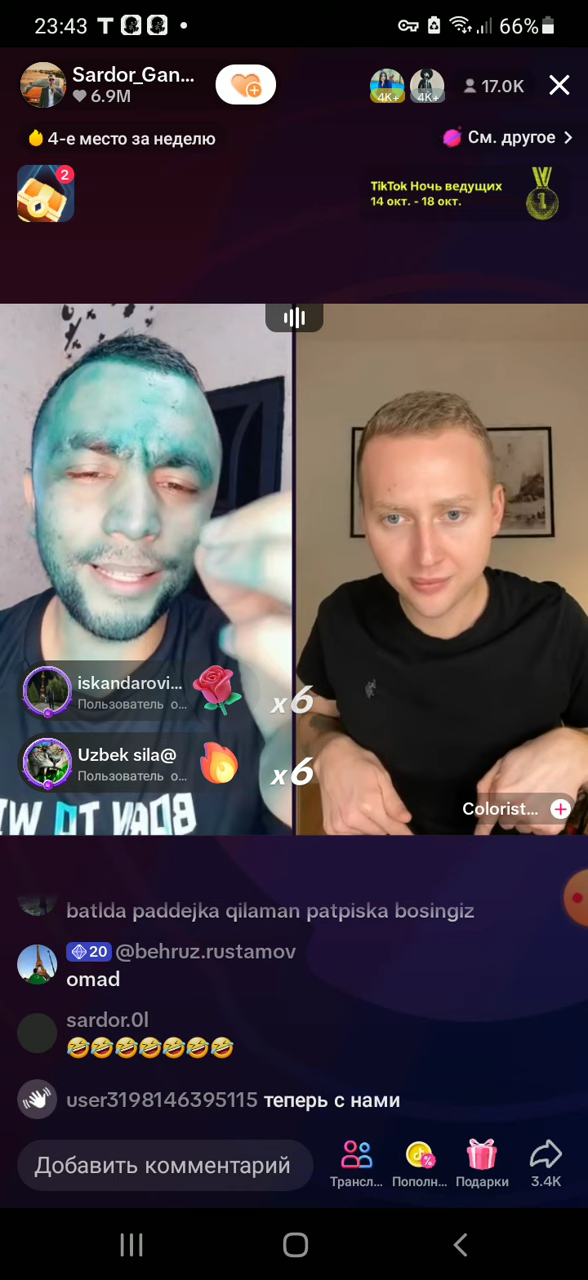 23:43
66%
Sardor_Gan...
6.9M
4K+
4K+
17.0K
4-е место за неделю
См. другое
2
TikTok Ночь ведущих
14 окт. - 18 окт.
1
iskandarovi...
Пользователь о...
x6
Uzbek sila@
Пользователь о...
x6
Colorist...
batlda paddejka qilaman patpiska bosingiz
20 @behruz.rustamov
omad
sardor.0l
🤣🤣🤣🤣🤣🤣🤣
user3198146395115 теперь с нами
Добавить комментарий
Трансл...
Пополн...
Подарки
3.4K